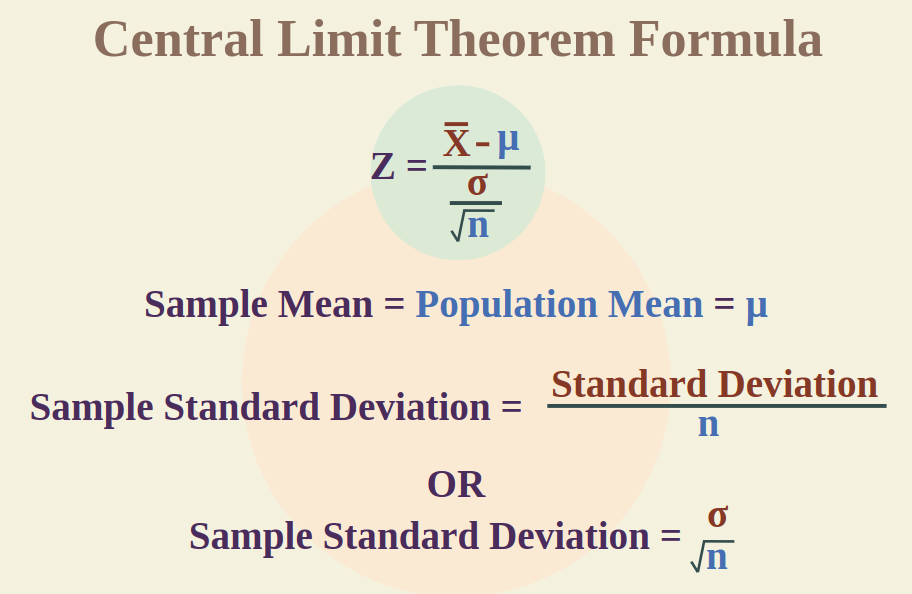 Central Limit Theorem Formula
Z = (X̅ - μ) / (σ / √n)
Sample Mean = Population Mean = μ
Sample Standard Deviation = Standard Deviation / n
OR
Sample Standard Deviation = σ / √n